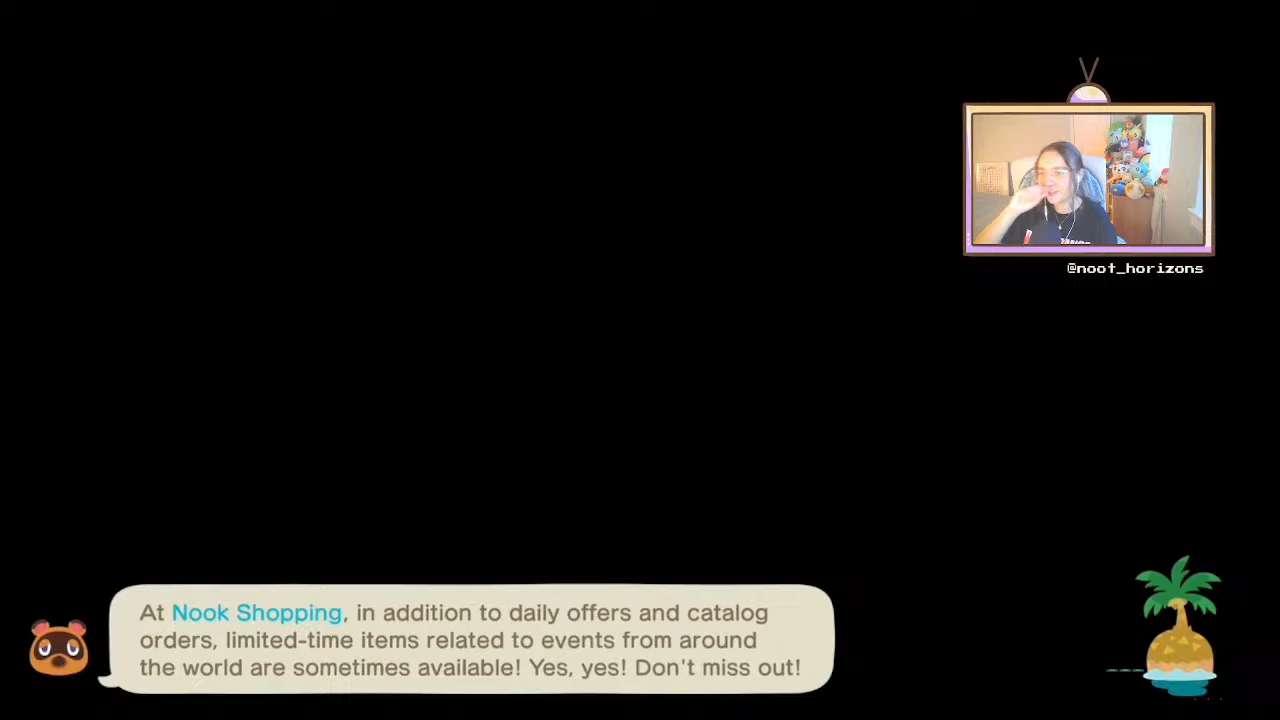 @noot_horizons
At Nook Shopping, in addition to daily offers and catalog
orders, limited-time items related to events from around
the world are sometimes available! Yes, yes! Don't miss out!